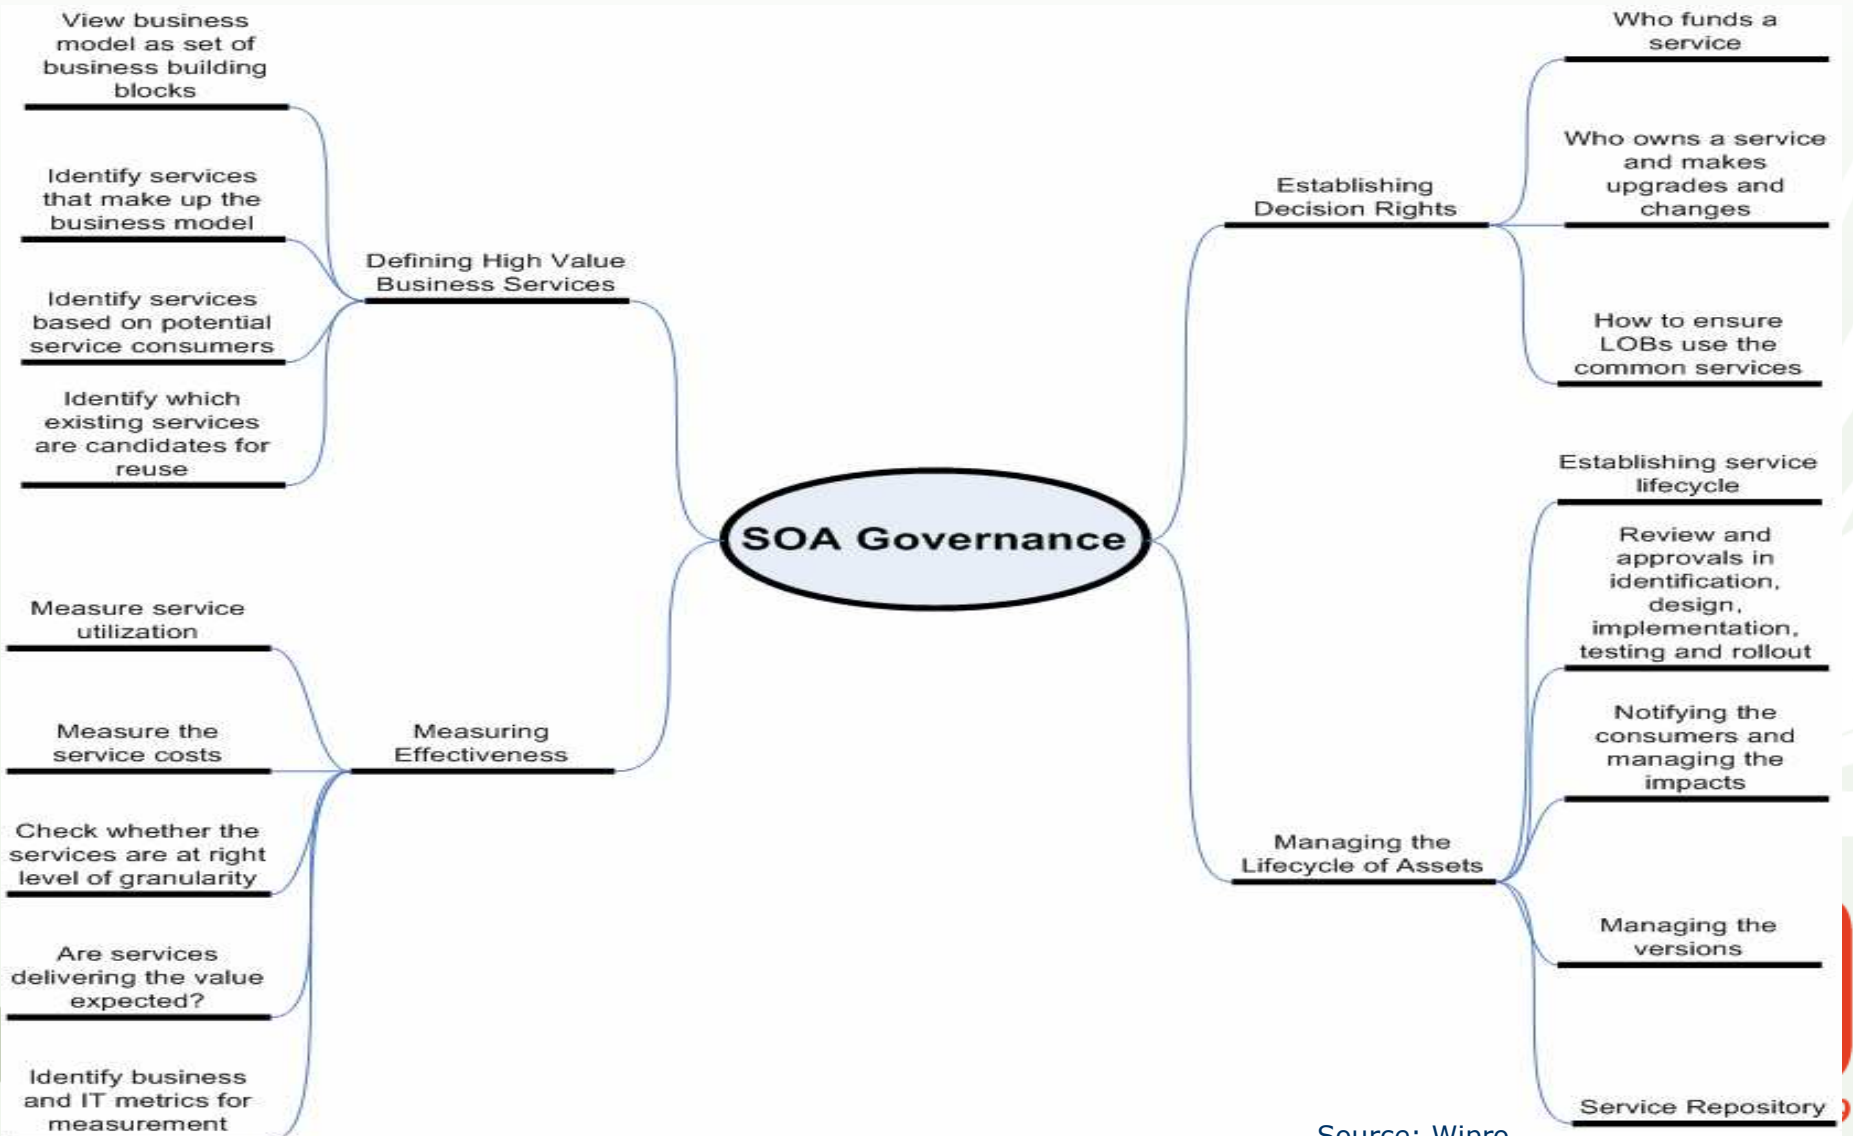 View business
model as set of
business building
blocks
Identify services
that make up the
business model
Identify services
based on potential
service consumers
Identify which
existing services
are candidates for
reuse
Defining High Value
Business Services
Measure service
utilization
Measure the
service costs
Check whether the
services are at right
level of granularity
Are services
delivering the value
expected?
Identify business
and IT metrics for
measurement
Measuring
Effectiveness
SOA Governance
Establishing
Decision Rights
Who funds a
service
Who owns a service
and makes
upgrades and
changes
How to ensure
LOBs use the
common services
Managing the
Lifecycle of Assets
Establishing service
lifecycle
Review and
approvals in
identification,
design,
implementation,
testing and rollout
Notifying the
consumers and
managing the
impacts
Managing the
versions
Service Repository
Source: Wipro